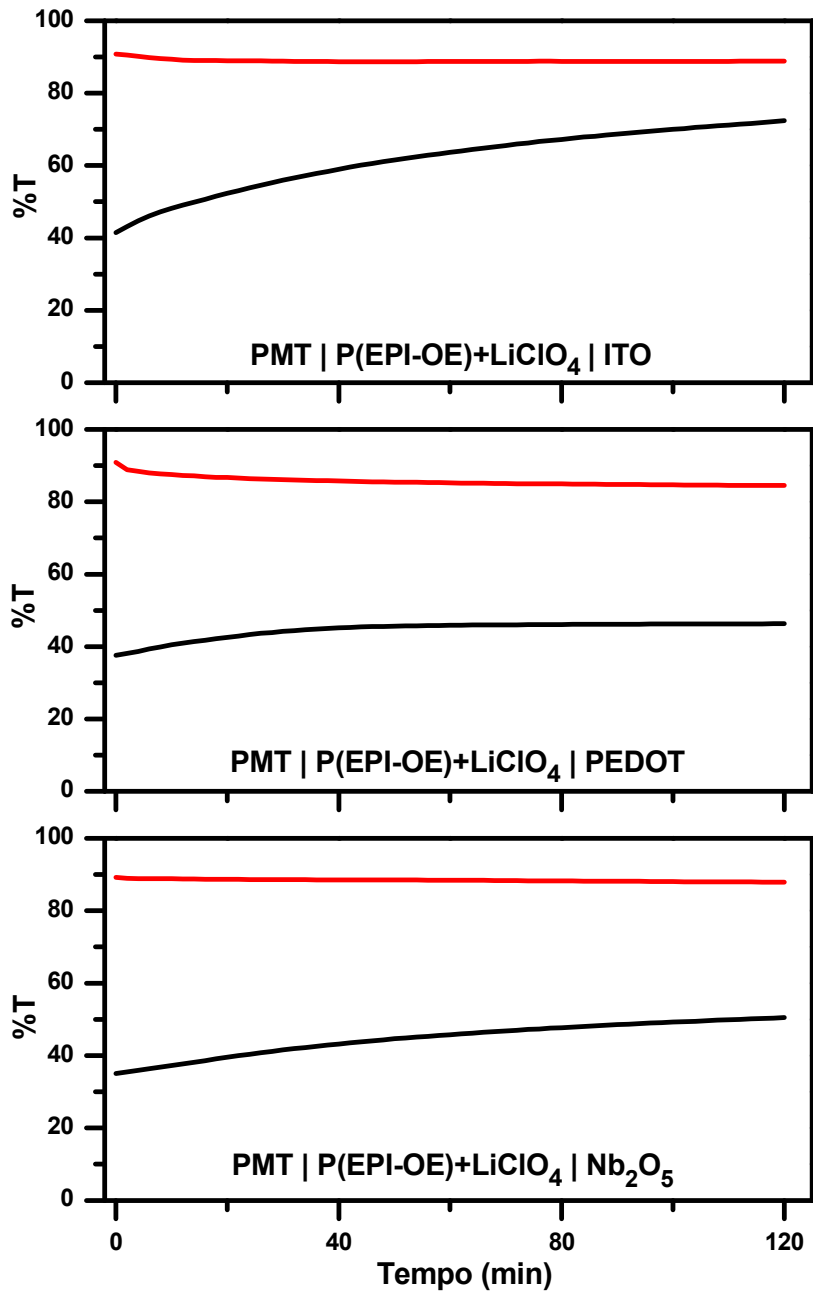 100
80
60
40
20
0
%T
PMT | P(EPI-OE)+LiClO4 | ITO
100
80
60
40
20
0
%T
PMT | P(EPI-OE)+LiClO4 | PEDOT
100
80
60
40
20
0
%T
PMT | P(EPI-OE)+LiClO4 | Nb2O5
0 40 80 120
Tempo (min)